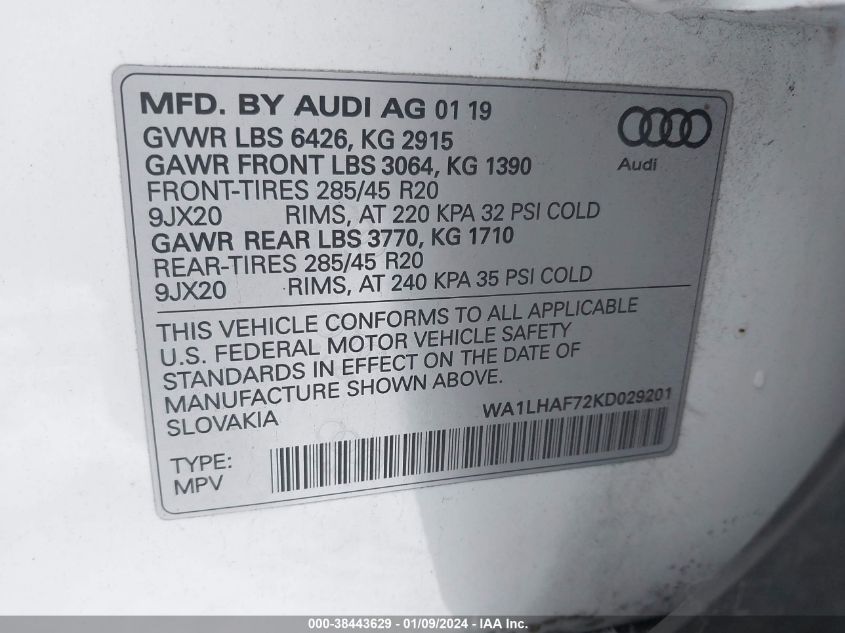 MFD. BY AUDI AG 01 19
GVWR LBS 6426, KG 2915
GAWR FRONT LBS 3064, KG 1390
FRONT-TIRES 285/45 R20
9JX20 RIMS, AT 220 KPA 32 PSI COLD
GAWR REAR LBS 3770, KG 1710
REAR-TIRES 285/45 R20
9JX20 RIMS, AT 240 KPA 35 PSI COLD
Audi
THIS VEHICLE CONFORMS TO ALL APPLICABLE
U.S. FEDERAL MOTOR VEHICLE SAFETY
STANDARDS IN EFFECT ON THE DATE OF
MANUFACTURE SHOWN ABOVE.
SLOVAKIA
WA1LHAF72KD029201
TYPE:
MPV
000-38443629 - 01/09/2024 - IAA Inc.